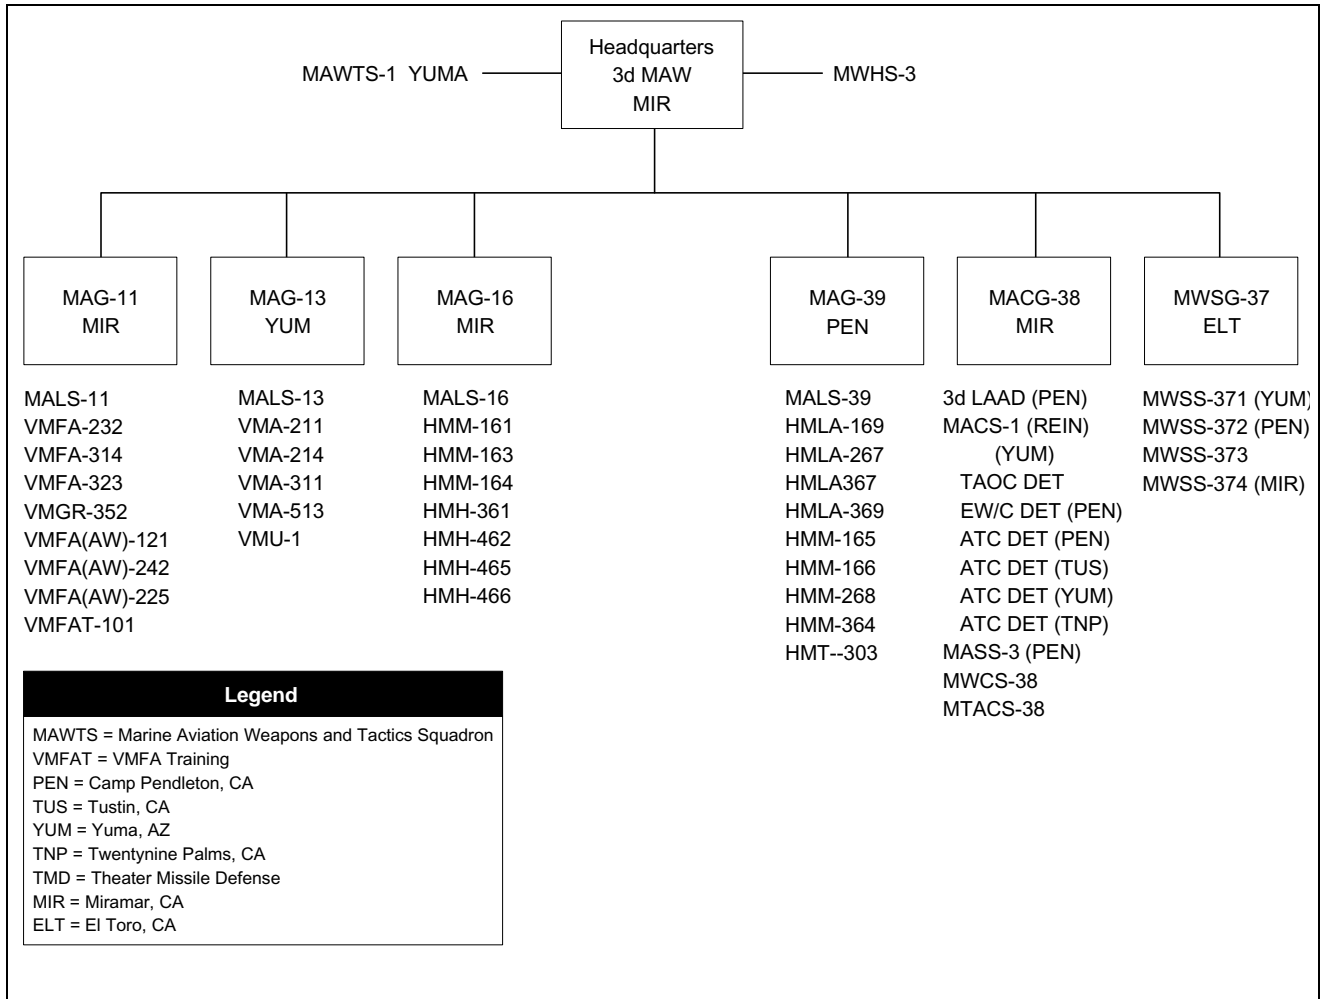 Headquarters
3d MAW
MIR
MAWTS-1 YUMA
MWHS-3
MAG-11
MIR
MALS-11
VMFA-232
VMFA-314
VMFA-323
VMGR-352
VMFA(AW)-121
VMFA(AW)-242
VMFA(AW)-225
VMFAT-101
MAG-13
YUM
MALS-13
VMA-211
VMA-214
VMA-311
VMA-513
VMU-1
MAG-16
MIR
MALS-16
HMM-161
HMM-163
HMM-164
HMH-361
HMH-462
HMH-465
HMH-466
MAG-39
PEN
MALS-39
HMLA-169
HMLA-267
HMLA367
HMLA-369
HMM-165
HMM-166
HMM-268
HMM-364
HMT--303
MACG-38
MIR
3d LAAD (PEN)
MACS-1 (REIN)
(YUM)
TAOC DET
EW/C DET (PEN)
ATC DET (PEN)
ATC DET (TUS)
ATC DET (YUM)
ATC DET (TNP)
MASS-3 (PEN)
MWCS-38
MTACS-38
MWSG-37
ELT
MWSS-371 (YUM)
MWSS-372 (PEN)
MWSS-373
MWSS-374 (MIR)
Legend
MAWTS = Marine Aviation Weapons and Tactics Squadron
VMFAT = VMFA Training
PEN = Camp Pendleton, CA
TUS = Tustin, CA
YUM = Yuma, AZ
TNP = Twentynine Palms, CA
TMD = Theater Missile Defense
MIR = Miramar, CA
ELT = El Toro, CA